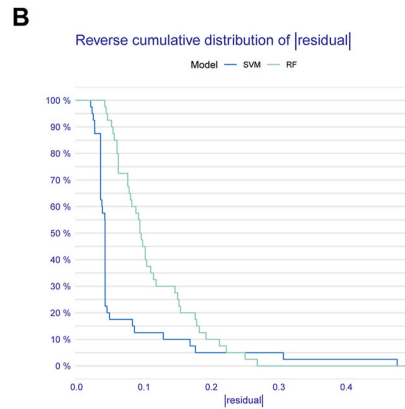 B
Reverse cumulative distribution of |residual|
Model SVM RF
100 %
90 %
80 %
70 %
60 %
50 %
40 %
30 %
20 %
10 %
0 %
0.0 0.1 0.2 0.3 0.4
|residual|